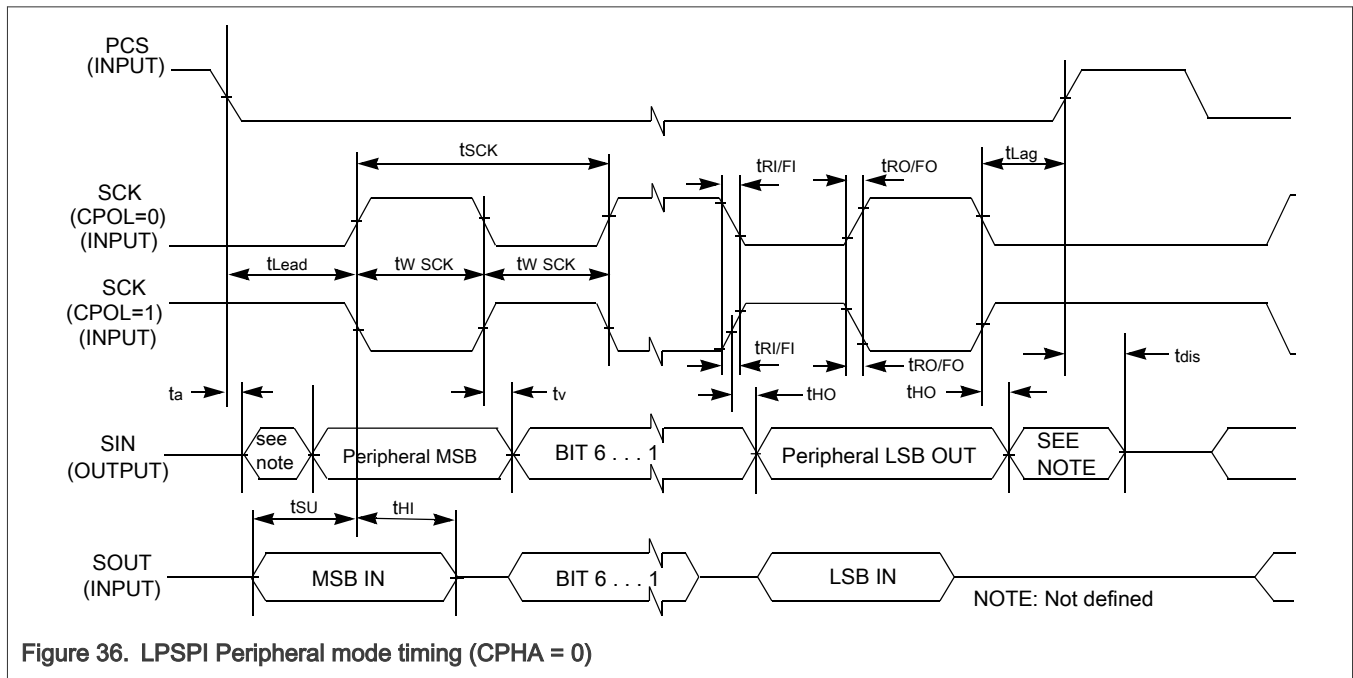 PCS
(INPUT)
tSCK
tRI/FI
tRO/FO
tLag
SCK
(CPOL=0)
(INPUT)
tLead
tW SCK
tW SCK
SCK
(CPOL=1)
(INPUT)
tRI/FI
tRO/FO
tdis
ta
tv
tHO
tHO
SIN
(OUTPUT)
see
note
Peripheral MSB
BIT 6 . . . 1
Peripheral LSB OUT
SEE
NOTE
tSU
tHI
SOUT
(INPUT)
MSB IN
BIT 6 . . . 1
LSB IN
NOTE: Not defined
Figure 36. LPSPI Peripheral mode timing (CPHA = 0)